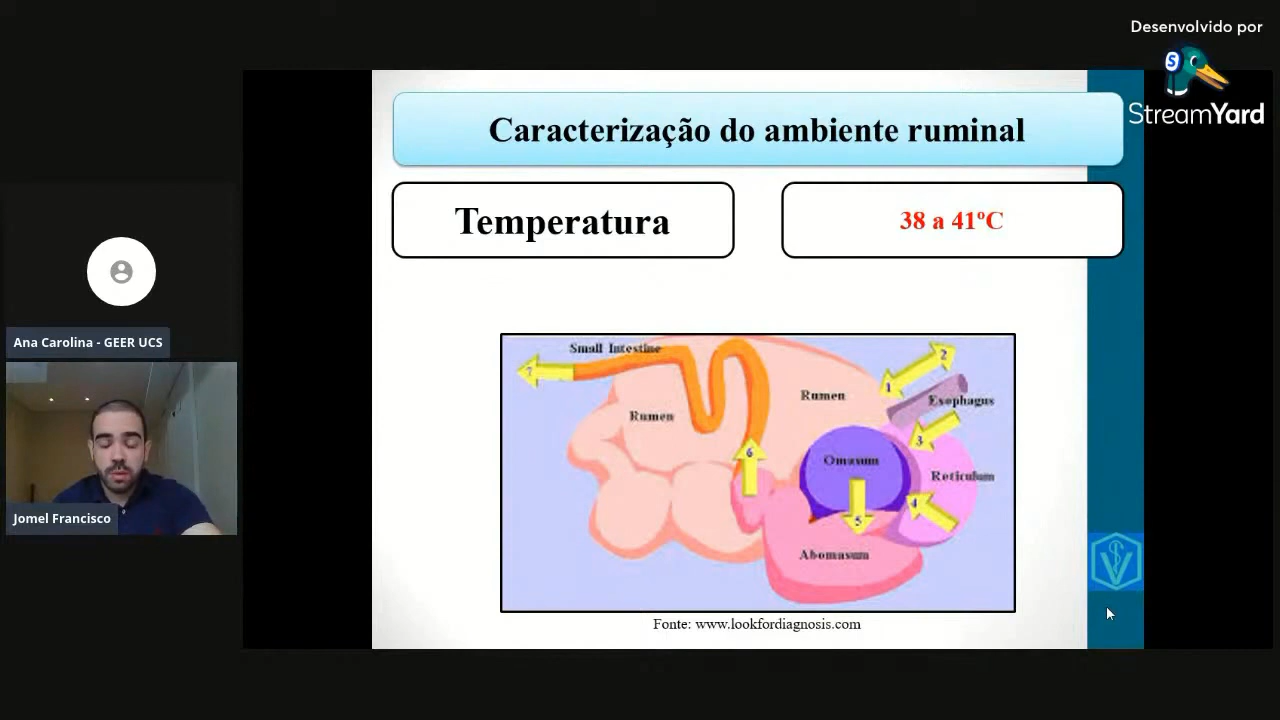 Desenvolvido por
StreamYard
Caracterização do ambiente ruminal
Temperatura
38 a 41ºC
Small Intestine
7
2
1
Rumen
Esophagus
Rumen
3
6
Omasum
Reticulum
4
5
Abomasum
Fonte: www.lookfordiagnosis.com
Ana Carolina - GEER UCS
Jomel Francisco